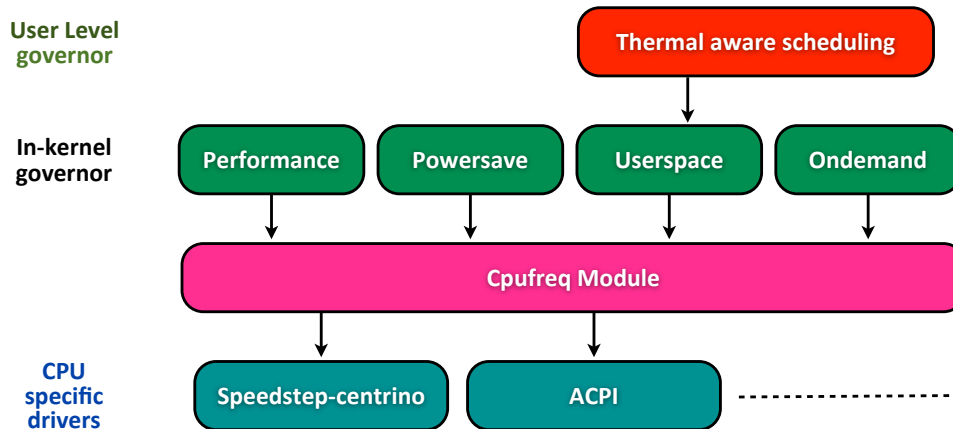 User Level
governor
Thermal aware scheduling
In-kernel
governor
Performance
Powersave
Userspace
Ondemand
Cpufreq Module
CPU
specific
drivers
Speedstep-centrino
ACPI